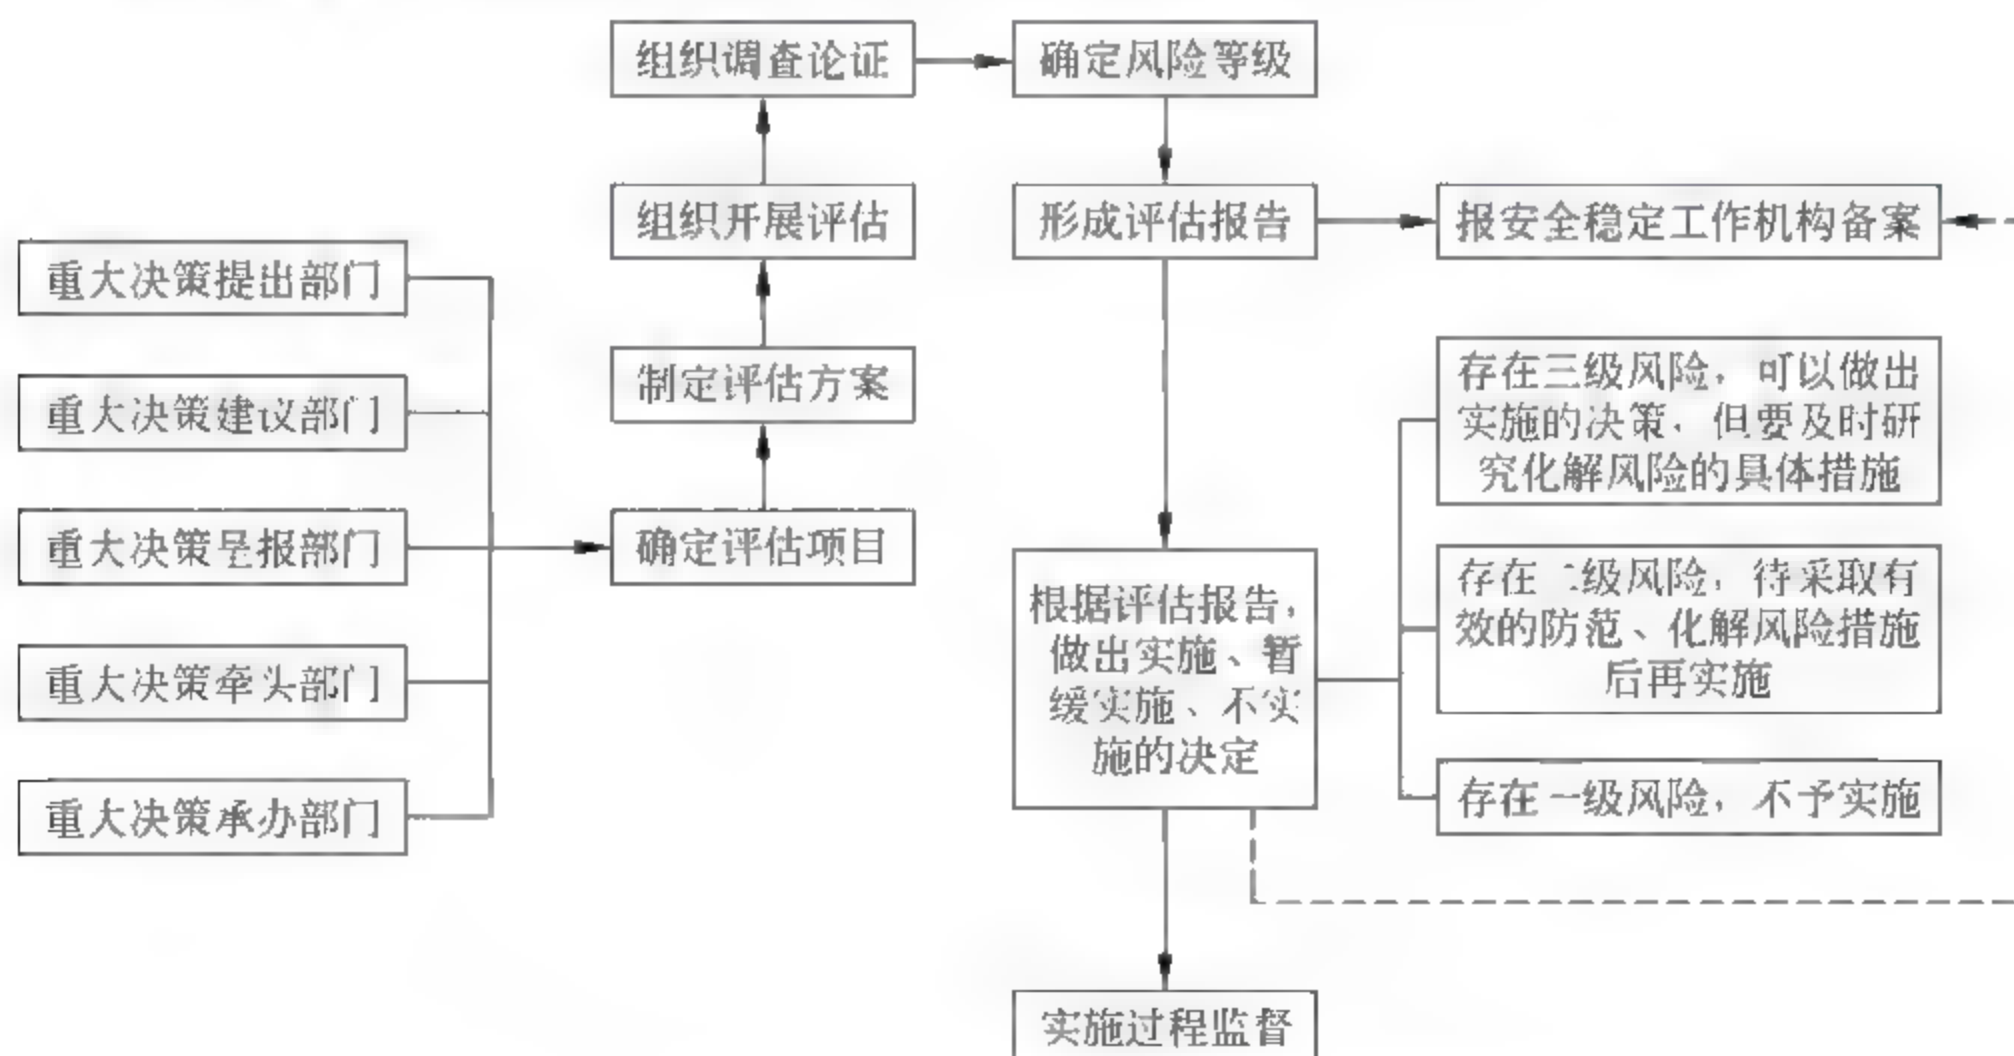 组织调查论证
确定风险等级
组织开展评估
形成评估报告
报安全稳定工作机构备案
重大决策提出部门
制定评估方案
重大决策建议部门
存在三级风险，可以做出
实施的决策，但要及时研
究化解风险的具体措施
重大决策呈报部门
确定评估项目
根据评估报告，
做出实施、暂
缓实施、不实
施的决定
存在二级风险，待采取有
效的防范、化解风险措施
后再实施
重大决策牵头部门
存在一级风险，不予实施
重大决策承办部门
实施过程监督